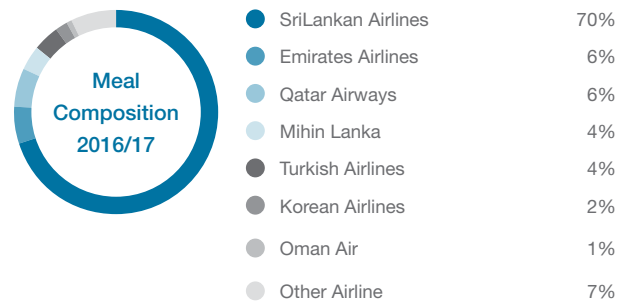 Meal
Composition
2016/17
SriLankan Airlines 70%
Emirates Airlines 6%
Qatar Airways 6%
Mihin Lanka 4%
Turkish Airlines 4%
Korean Airlines 2%
Oman Air 1%
Other Airline 7%